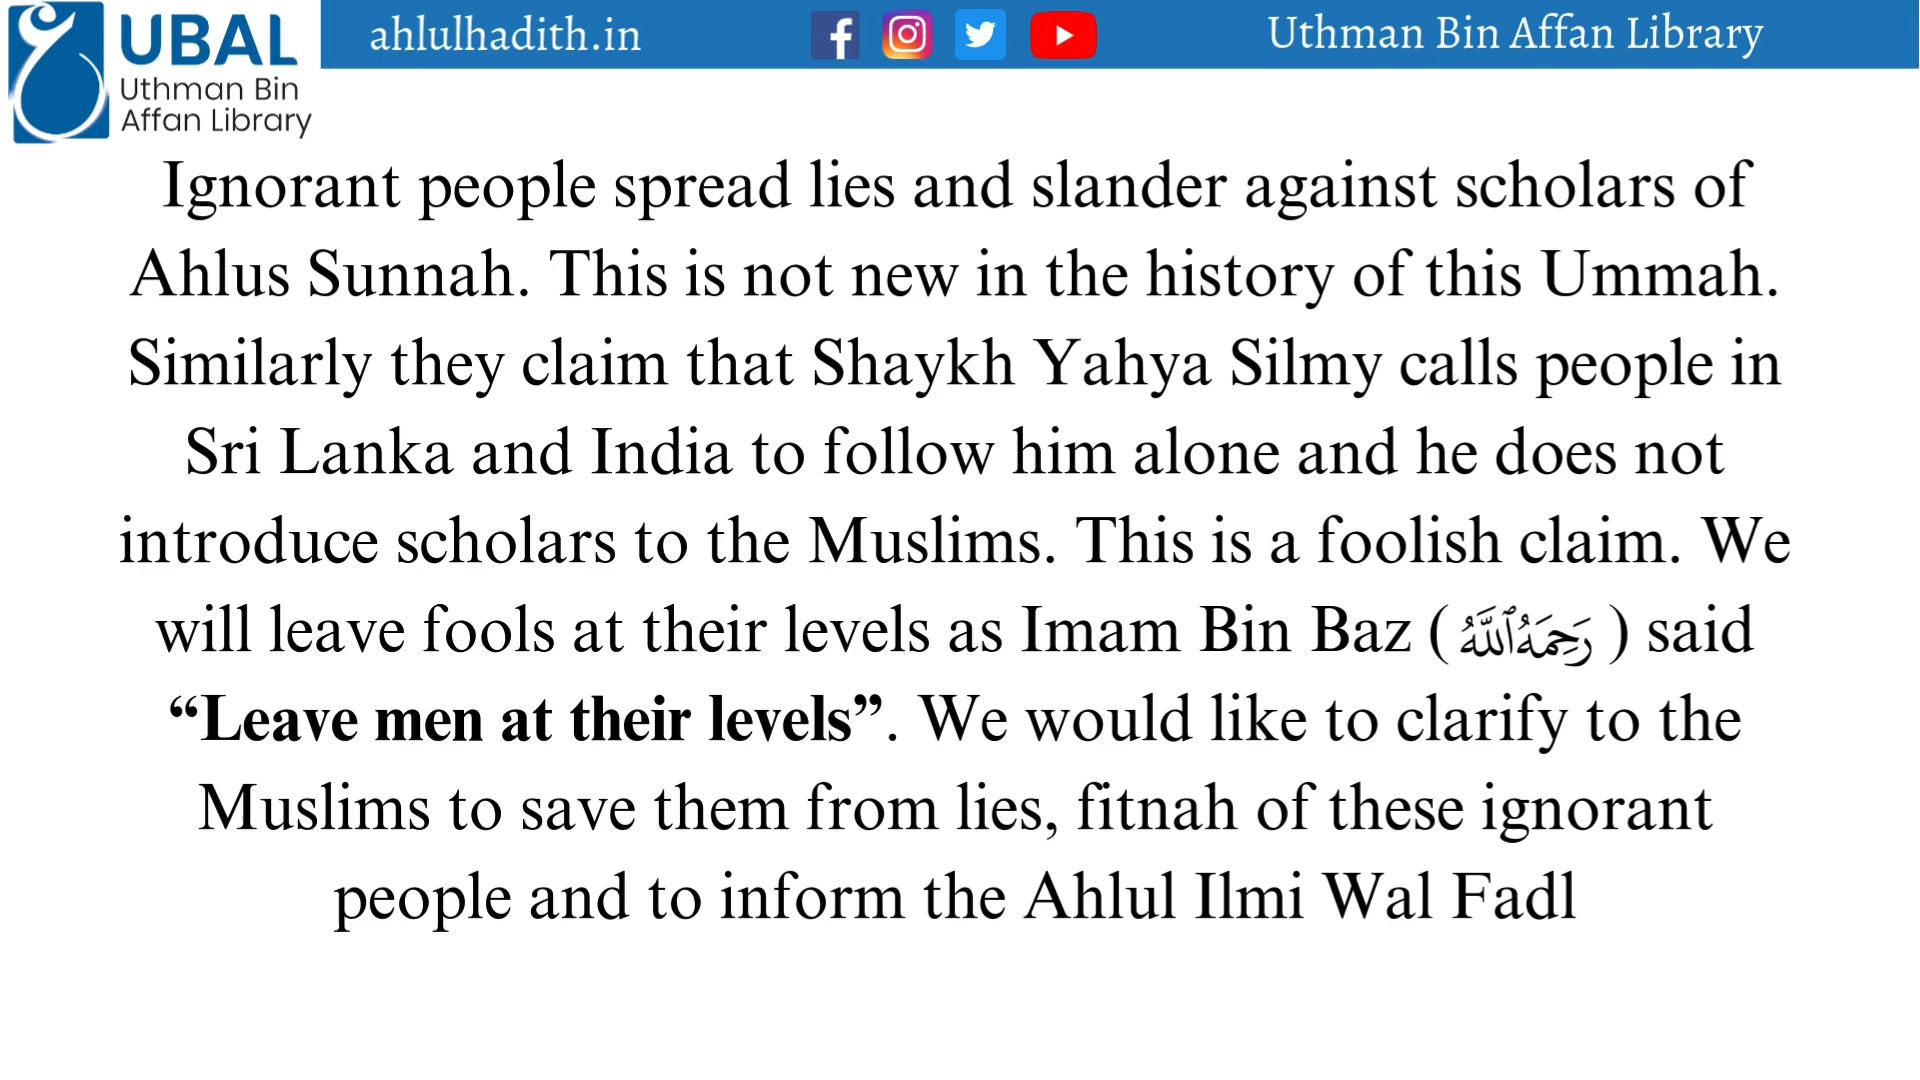 UBAL
Uthman Bin
Affan Library
ahlulhadith.in
Uthman Bin Affan Library
Ignorant people spread lies and slander against scholars of
Ahlus Sunnah. This is not new in the history of this Ummah.
Similarly they claim that Shaykh Yahya Silmy calls people in
Sri Lanka and India to follow him alone and he does not
introduce scholars to the Muslims. This is a foolish claim. We
will leave fools at their levels as Imam Bin Baz ( رَحِمَهُ ٱللَّهُ ) said
“Leave men at their levels”. We would like to clarify to the
Muslims to save them from lies, fitnah of these ignorant
people and to inform the Ahlul Ilmi Wal Fadl